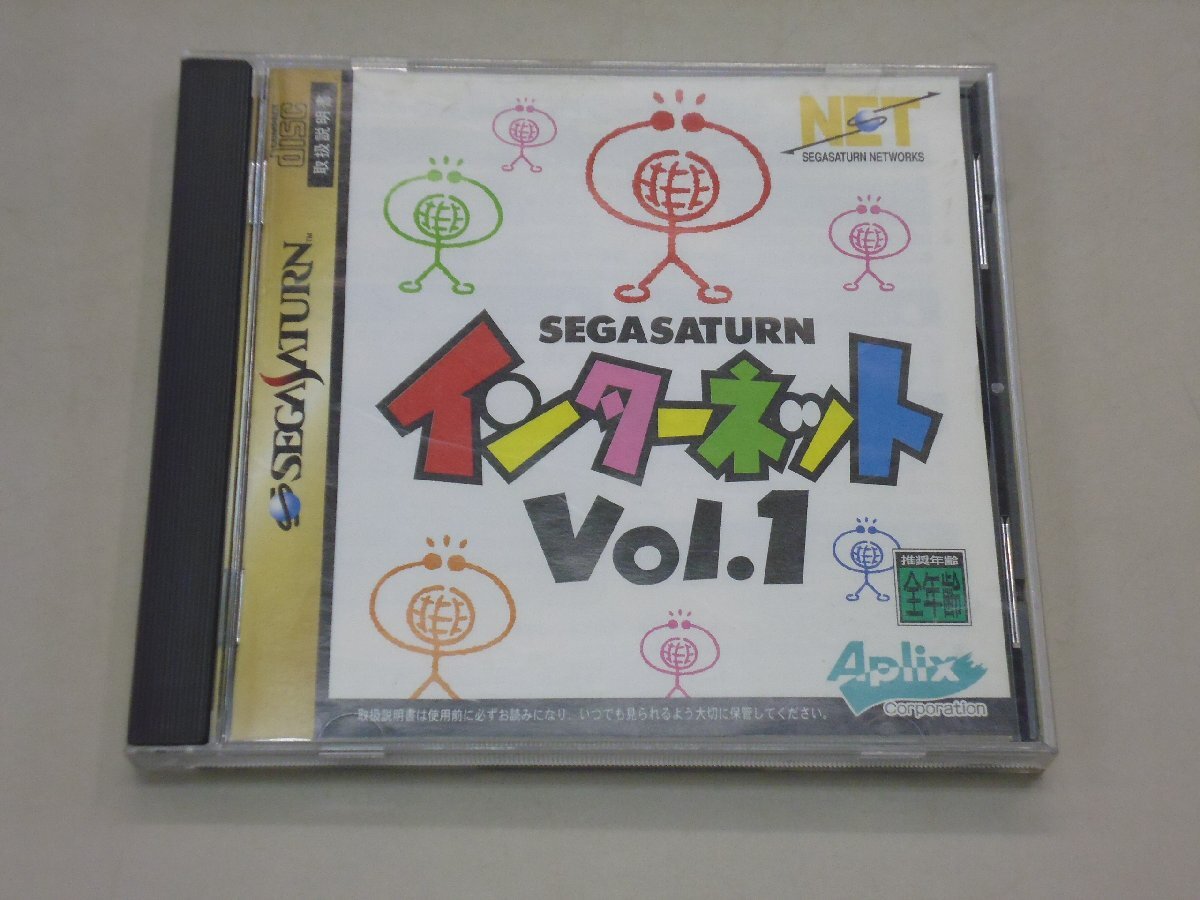 COMPACT
disc
取扱説明書
SEGASATURN™
NET
SEGASATURN NETWORKS
SEGASATURN
インターネット
Vol.1
推奨年齢
全年齢
Aplix
Corporation
取扱説明書は使用前に必ずお読みになり、いつでも見られるよう大切に保管してください。